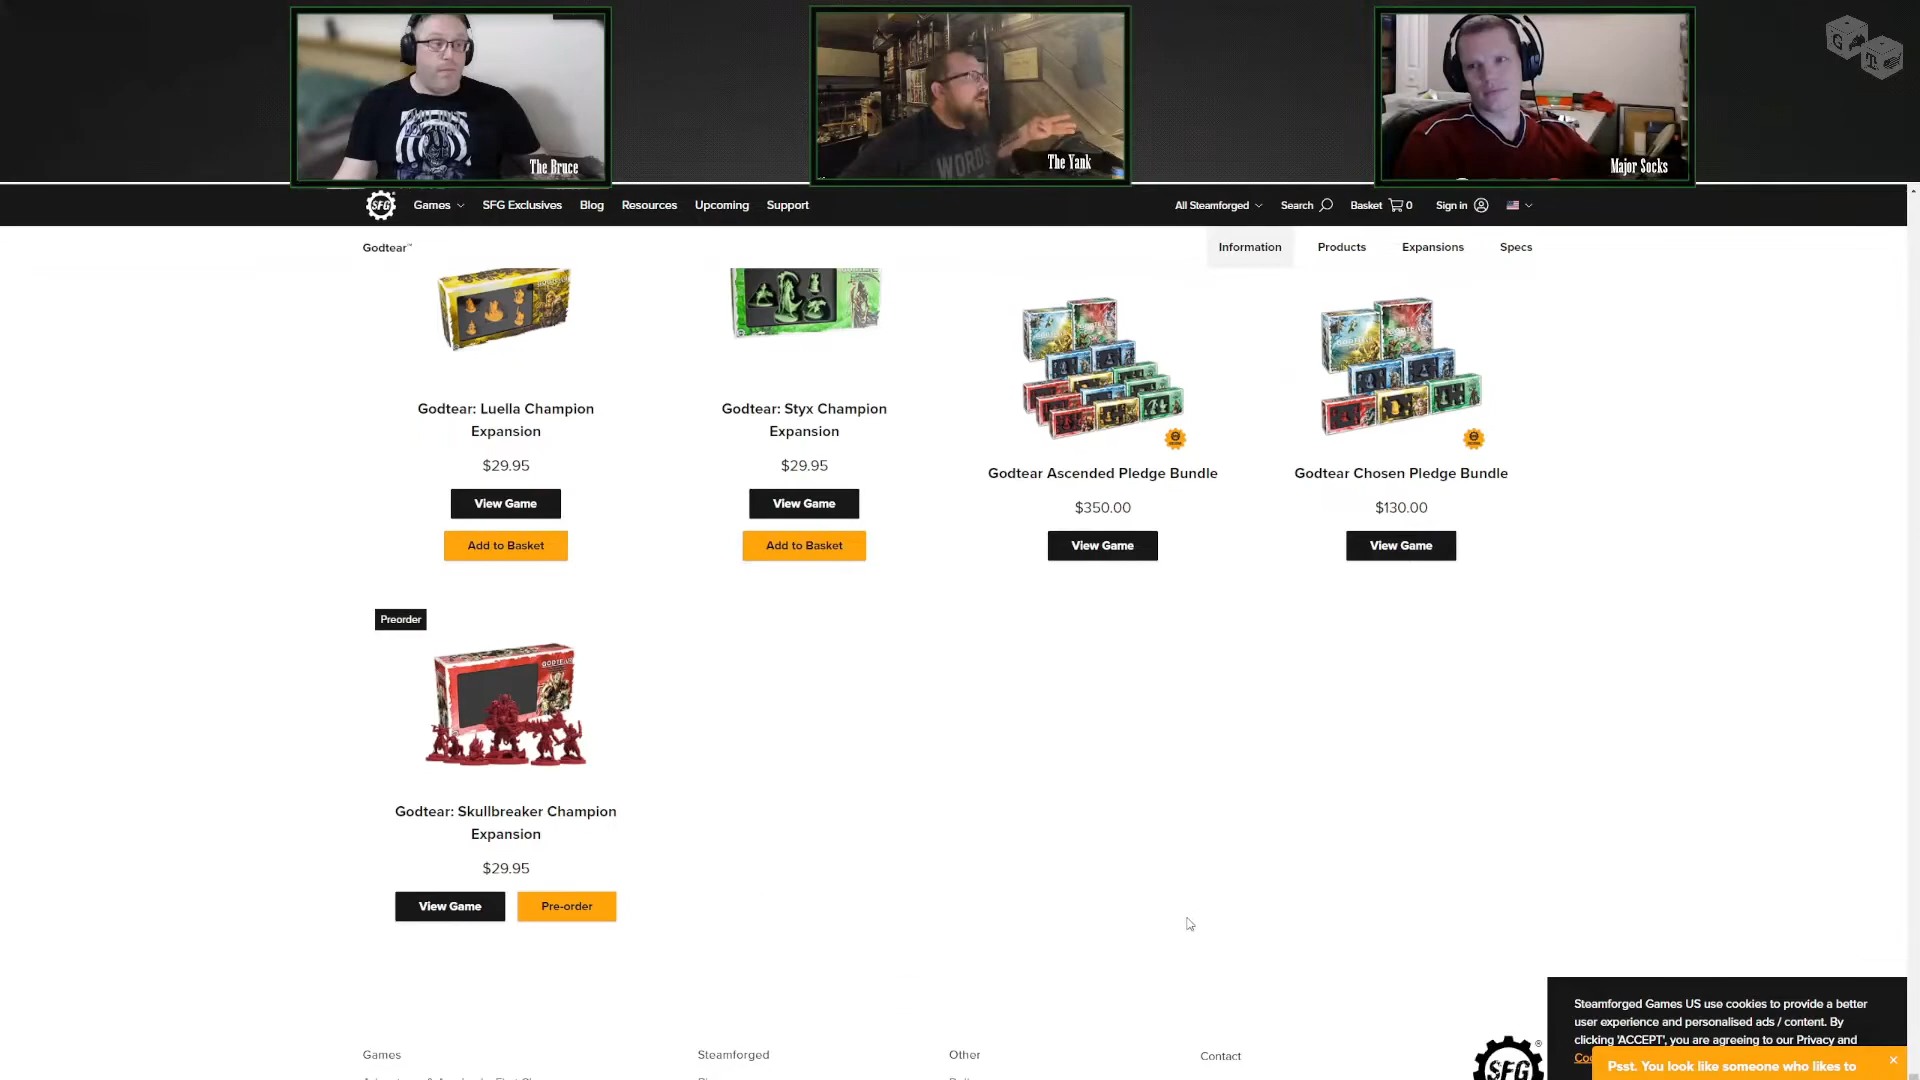 The Bruce
WORDS
The Yank
Major Socks
G
T
SFG
Games
SFG Exclusives
Blog
Resources
Upcoming
Support
All Steamforged
Search
Basket
0
Sign in
Godtear™
Information
Products
Expansions
Specs
Godtear: Luella Champion
Expansion
$29.95
View Game
Add to Basket
Godtear: Styx Champion
Expansion
$29.95
View Game
Add to Basket
Godtear Ascended Pledge Bundle
$350.00
View Game
Godtear Chosen Pledge Bundle
$130.00
View Game
Preorder
GODTEAR
Godtear: Skullbreaker Champion
Expansion
$29.95
View Game
Pre-order
Games
Steamforged
Other
Contact
SFG
®
Steamforged Games US use cookies to provide a better
user experience and personalised ads / content. By
clicking 'ACCEPT', you are agreeing to our Privacy and
Psst. You look like someone who likes to